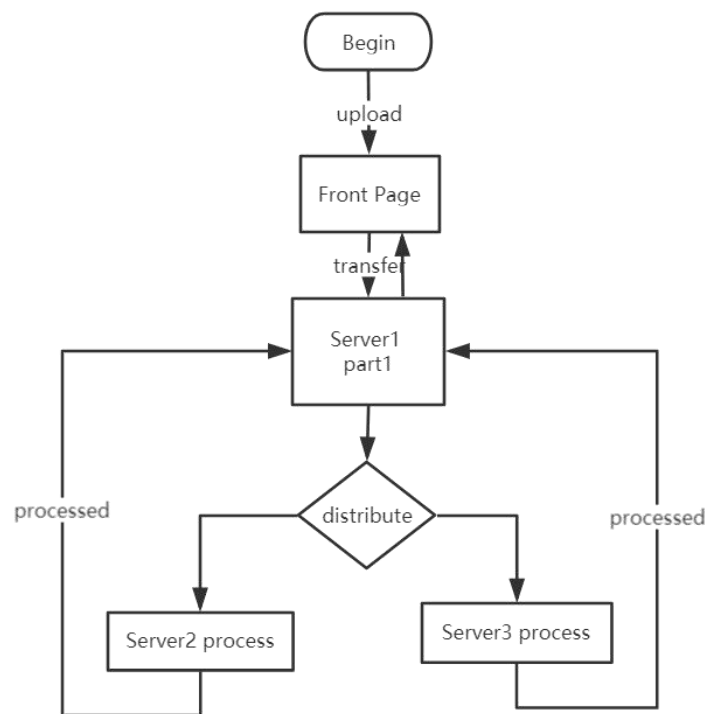 Begin
upload
Front Page
transfer
Server1
part1
distribute
processed
processed
Server2 process
Server3 process